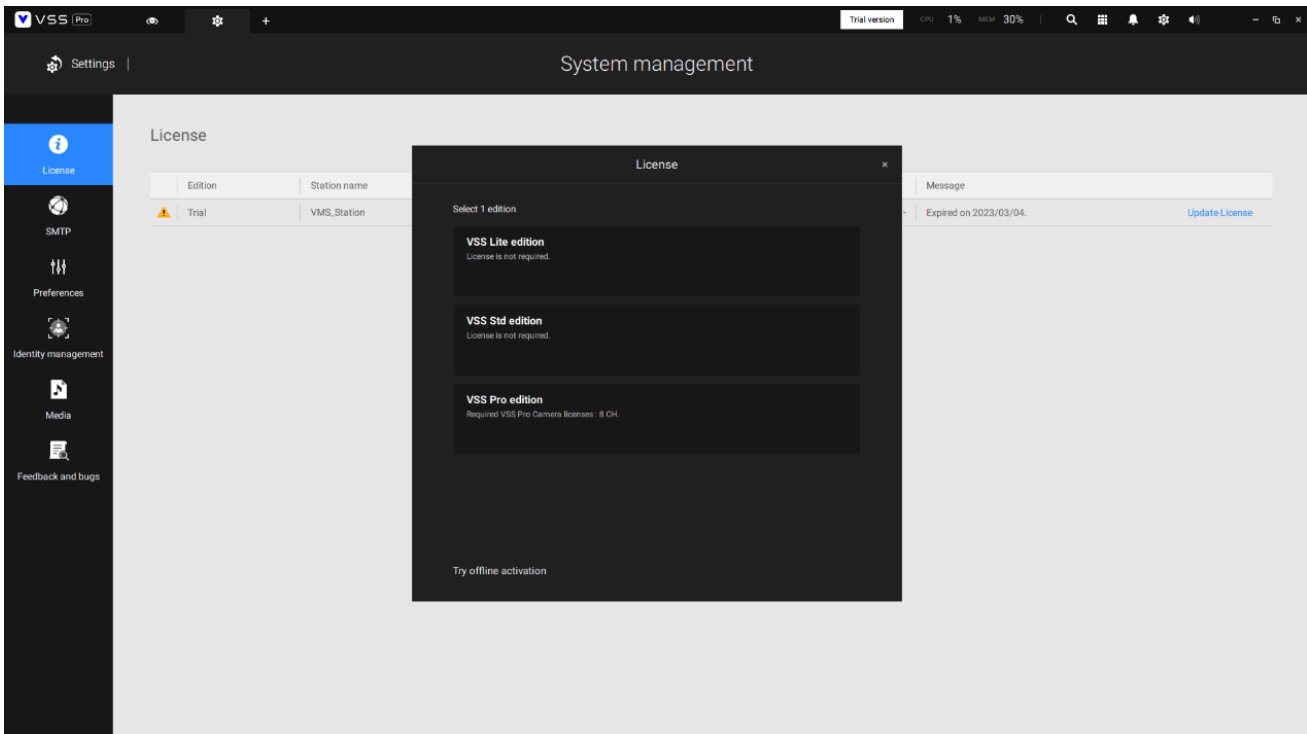 VSS Pro
Trial version CPU 1% MEM 30%
Settings
System management
License
SMTP
Preferences
Identity management
Media
Feedback and bugs
License
Edition Station name Message
Trial VMS_Station - Expired on 2023/03/04. Update License
License
Select 1 edition
VSS Lite edition
License is not required.
VSS Std edition
License is not required.
VSS Pro edition
Required VSS Pro Camera licenses : 8 CH.
Try offline activation